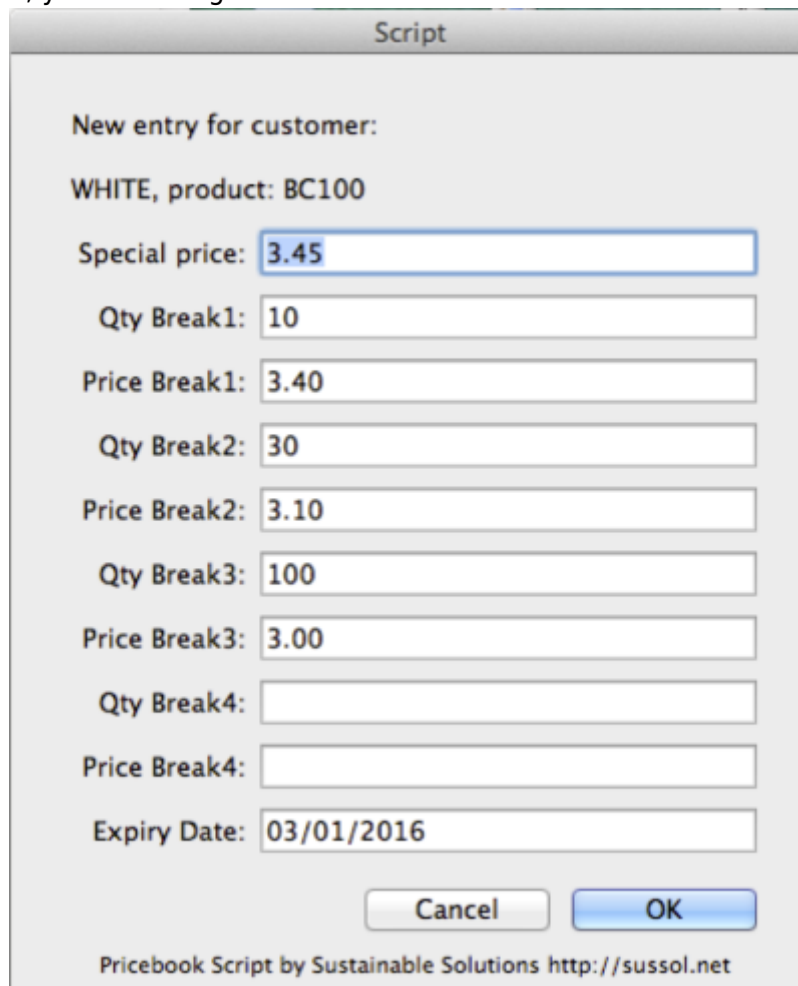 Script
New entry for customer:
WHITE, product: BC100
Special price: 3.45
Qty Break1: 10
Price Break1: 3.40
Qty Break2: 30
Price Break2: 3.10
Qty Break3: 100
Price Break3: 3.00
Qty Break4:
Price Break4:
Expiry Date: 03/01/2016
Cancel OK
Pricebook Script by Sustainable Solutions http://sussol.net